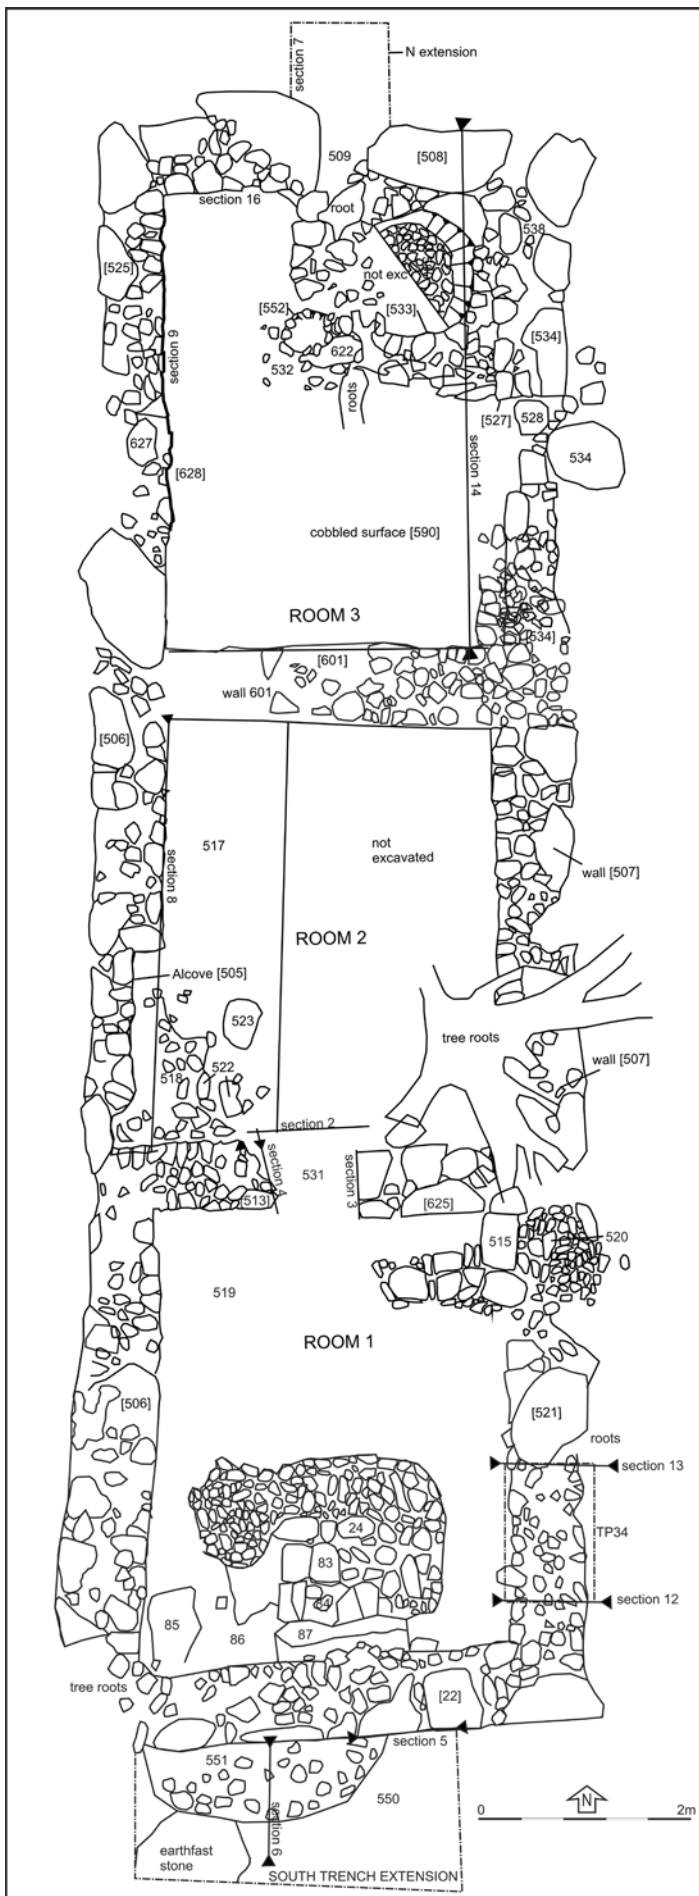 section 7
N extension
509
[508]
section 16
root
538
[525]
not exc
[552]
[533]
[534]
section 9
532
622
roots
[527]
528
627
534
[628]
section 14
cobbled surface [590]
ROOM 3
[534]
[601]
wall 601
[506]
517
not
excavated
section 8
wall [507]
ROOM 2
Alcove [505]
523
tree roots
518
522
wall [507]
section 2
section 4
531
section 3
[513]
[625]
515
520
519
ROOM 1
[506]
[521]
roots
section 13
24
TP34
83
84
section 12
85
86
87
tree roots
[22]
section 5
551
550
section 6
0
N
2m
earthfast
stone
SOUTH TRENCH EXTENSION